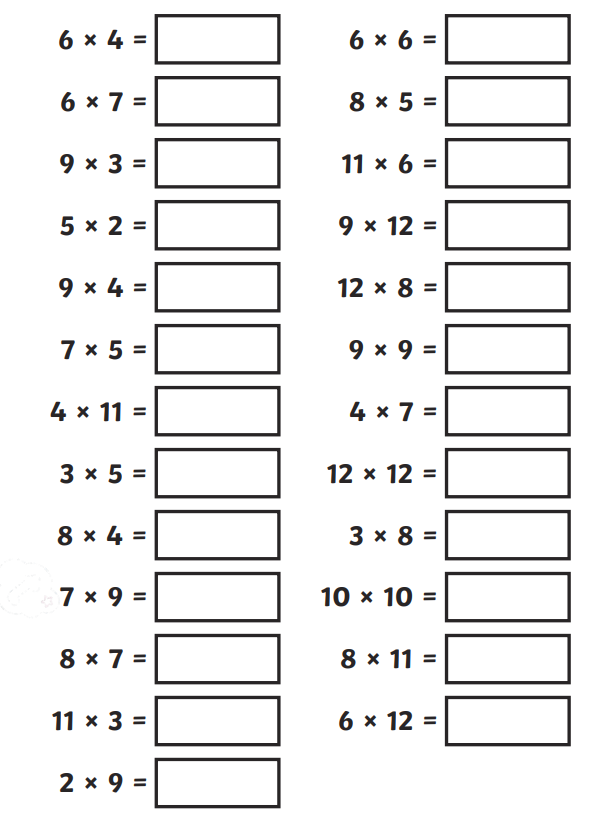 6 × 4 =
6 × 7 =
9 × 3 =
5 × 2 =
9 × 4 =
7 × 5 =
4 × 11 =
3 × 5 =
8 × 4 =
7 × 9 =
8 × 7 =
11 × 3 =
2 × 9 =
6 × 6 =
8 × 5 =
11 × 6 =
9 × 12 =
12 × 8 =
9 × 9 =
4 × 7 =
12 × 12 =
3 × 8 =
10 × 10 =
8 × 11 =
6 × 12 =